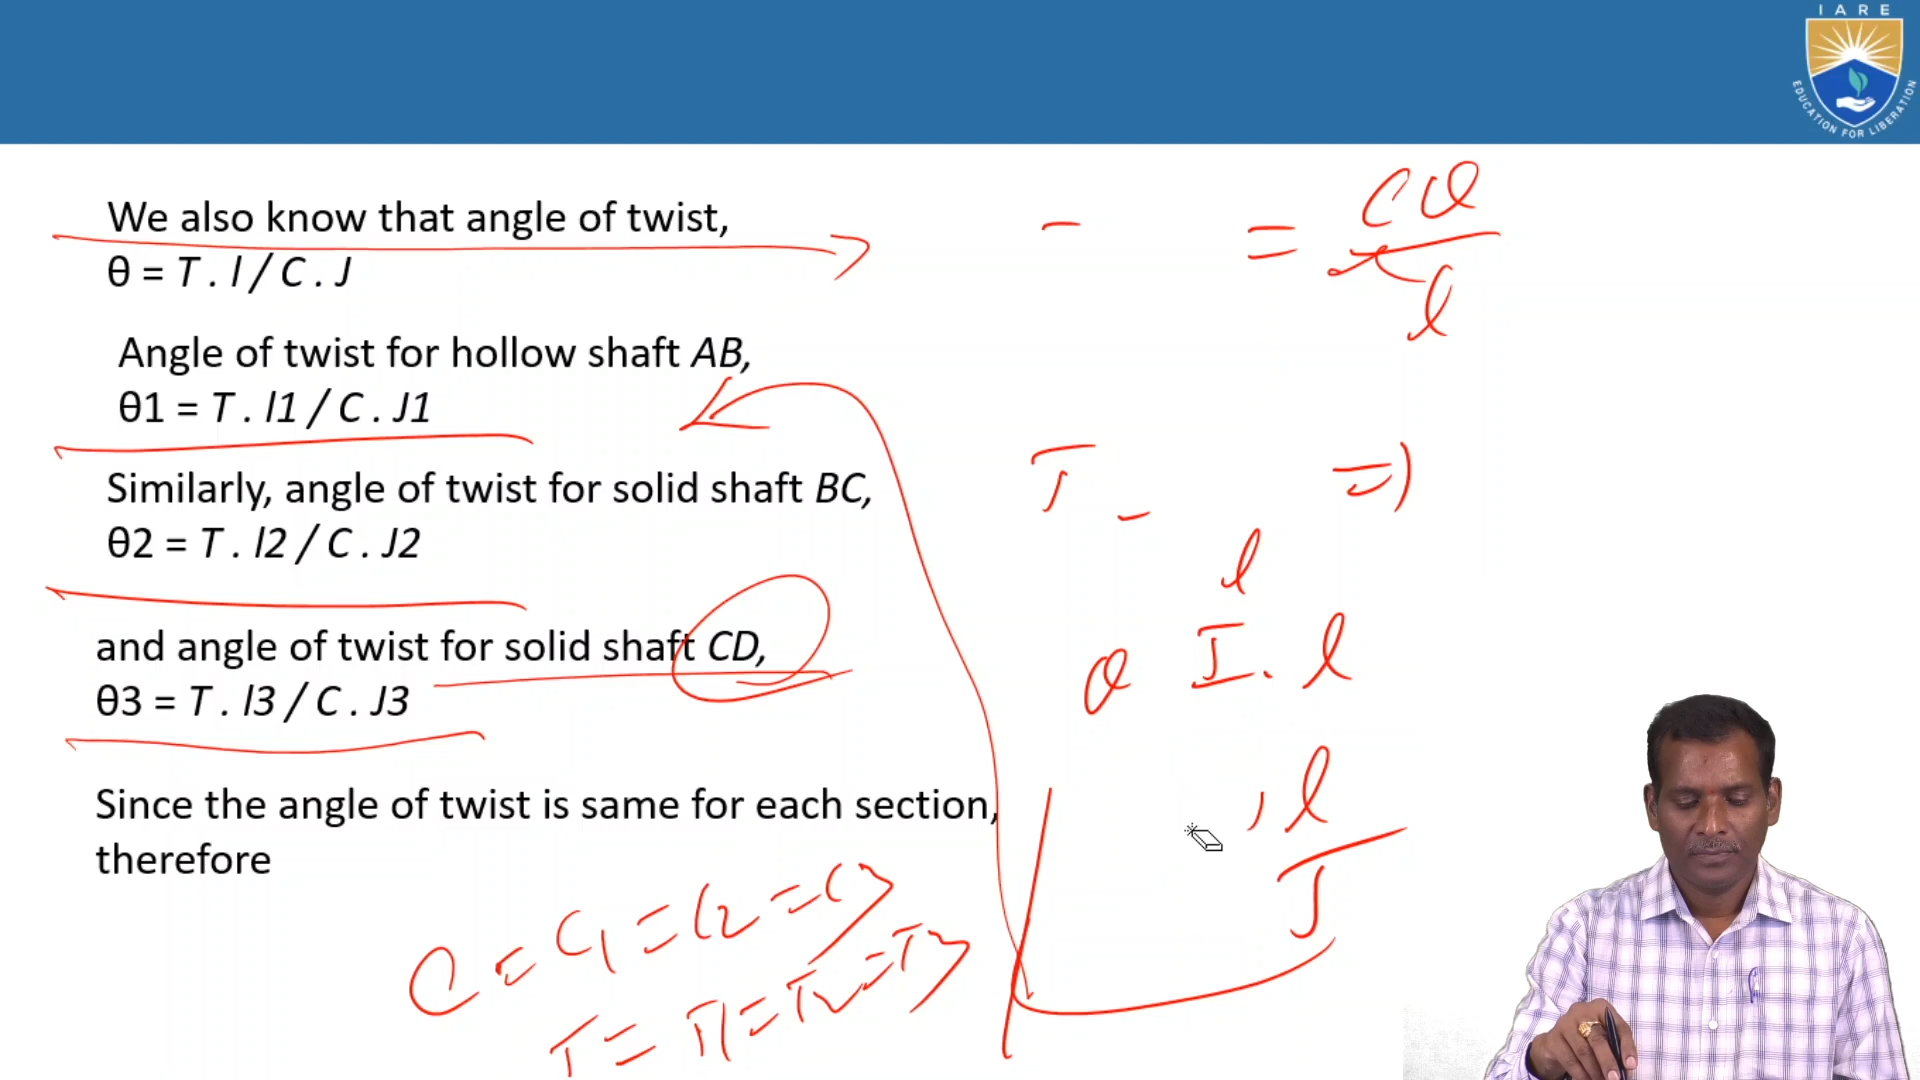 IARE
EDUCATION FOR LIBERATION
We also know that angle of twist,
θ = T . l / C . J
Angle of twist for hollow shaft AB,
θ1 = T . l1 / C . J1
Similarly, angle of twist for solid shaft BC,
θ2 = T . l2 / C . J2
and angle of twist for solid shaft CD,
θ3 = T . l3 / C . J3
Since the angle of twist is same for each section,
therefore
C = C1 = C2 = C3
T = T1 = T2 = T3
- = Cθ
l
T - =)
l
θ T . l
l
J